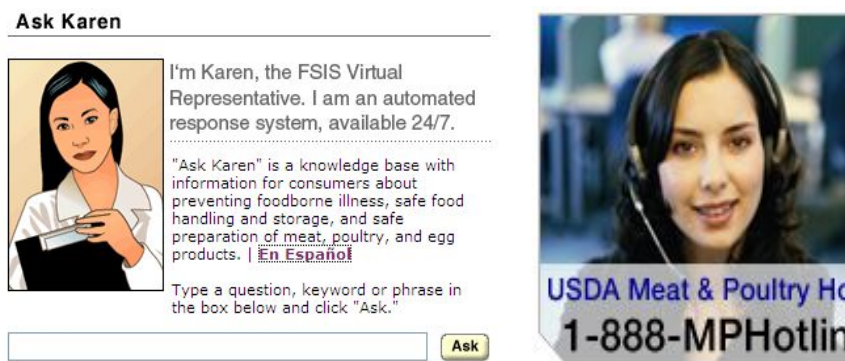 Ask Karen
I'm Karen, the FSIS Virtual
Representative. I am an automated
response system, available 24/7.
"Ask Karen" is a knowledge base with
information for consumers about
preventing foodborne illness, safe food
handling and storage, and safe
preparation of meat, poultry, and egg
products. | En Español
Type a question, keyword or phrase in
the box below and click "Ask."
Ask
USDA Meat & Poultry Ho
1-888-MPHotlin